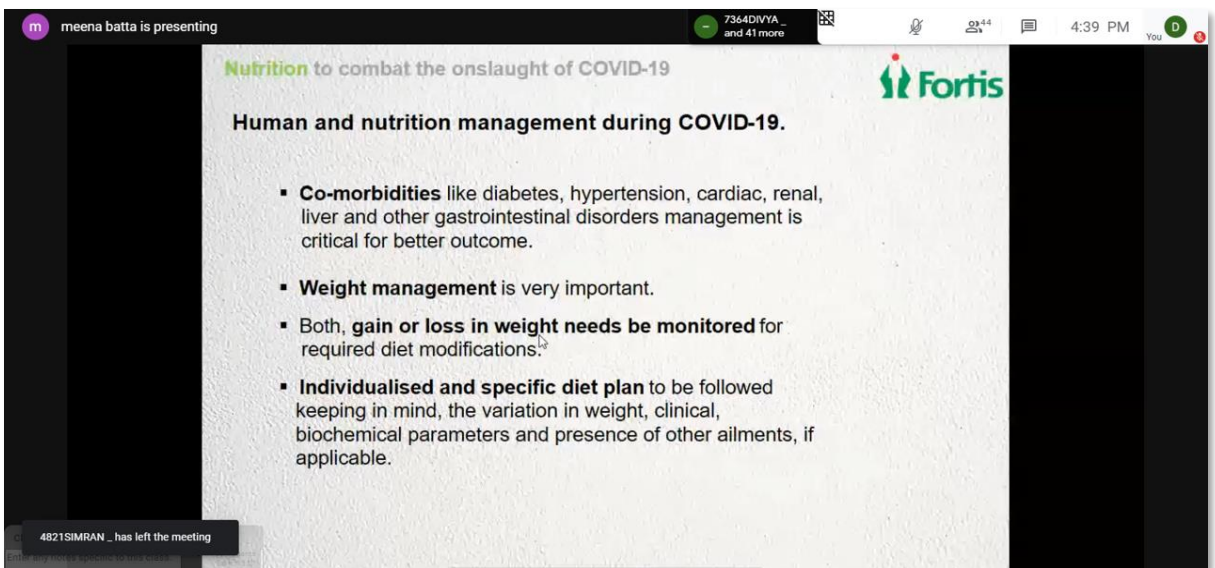 m meena batta is presenting
7364DIVYA _
and 41 more
44
4:39 PM
You D
Nutrition to combat the onslaught of COVID-19
Fortis
Human and nutrition management during COVID-19.
▪ Co-morbidities like diabetes, hypertension, cardiac, renal,
liver and other gastrointestinal disorders management is
critical for better outcome.
▪ Weight management is very important.
▪ Both, gain or loss in weight needs be monitored for
required diet modifications.
▪ Individualised and specific diet plan to be followed
keeping in mind, the variation in weight, clinical,
biochemical parameters and presence of other ailments, if
applicable.
4821SIMRAN _ has left the meeting